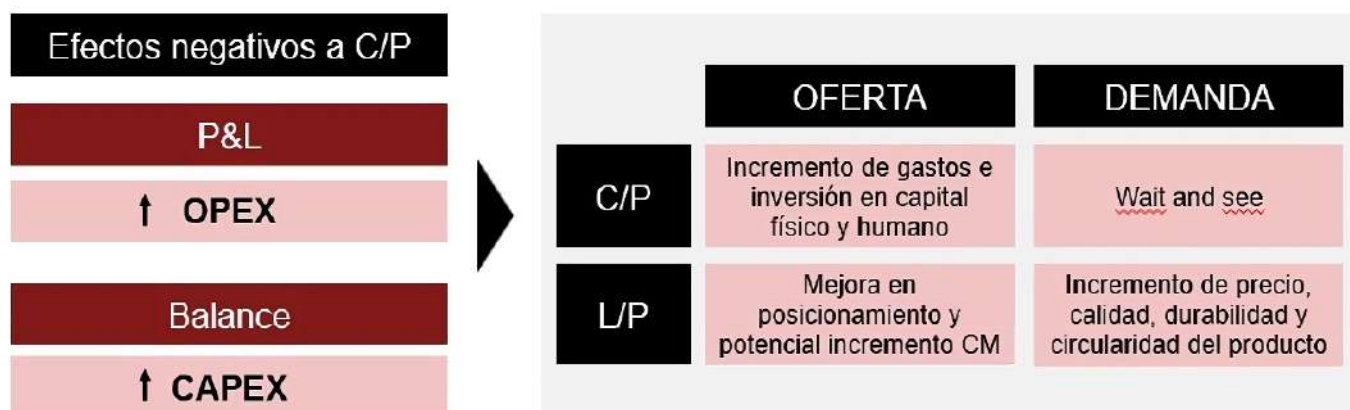 Efectos negativos a C/P
P&L
↑ OPEX
Balance
↑ CAPEX
OFERTA
DEMANDA
C/P
Incremento de gastos e
inversión en capital
físico y humano
Wait and see
L/P
Mejora en
posicionamiento y
potencial incremento CM
Incremento de precio,
calidad, durabilidad y
circularidad del producto